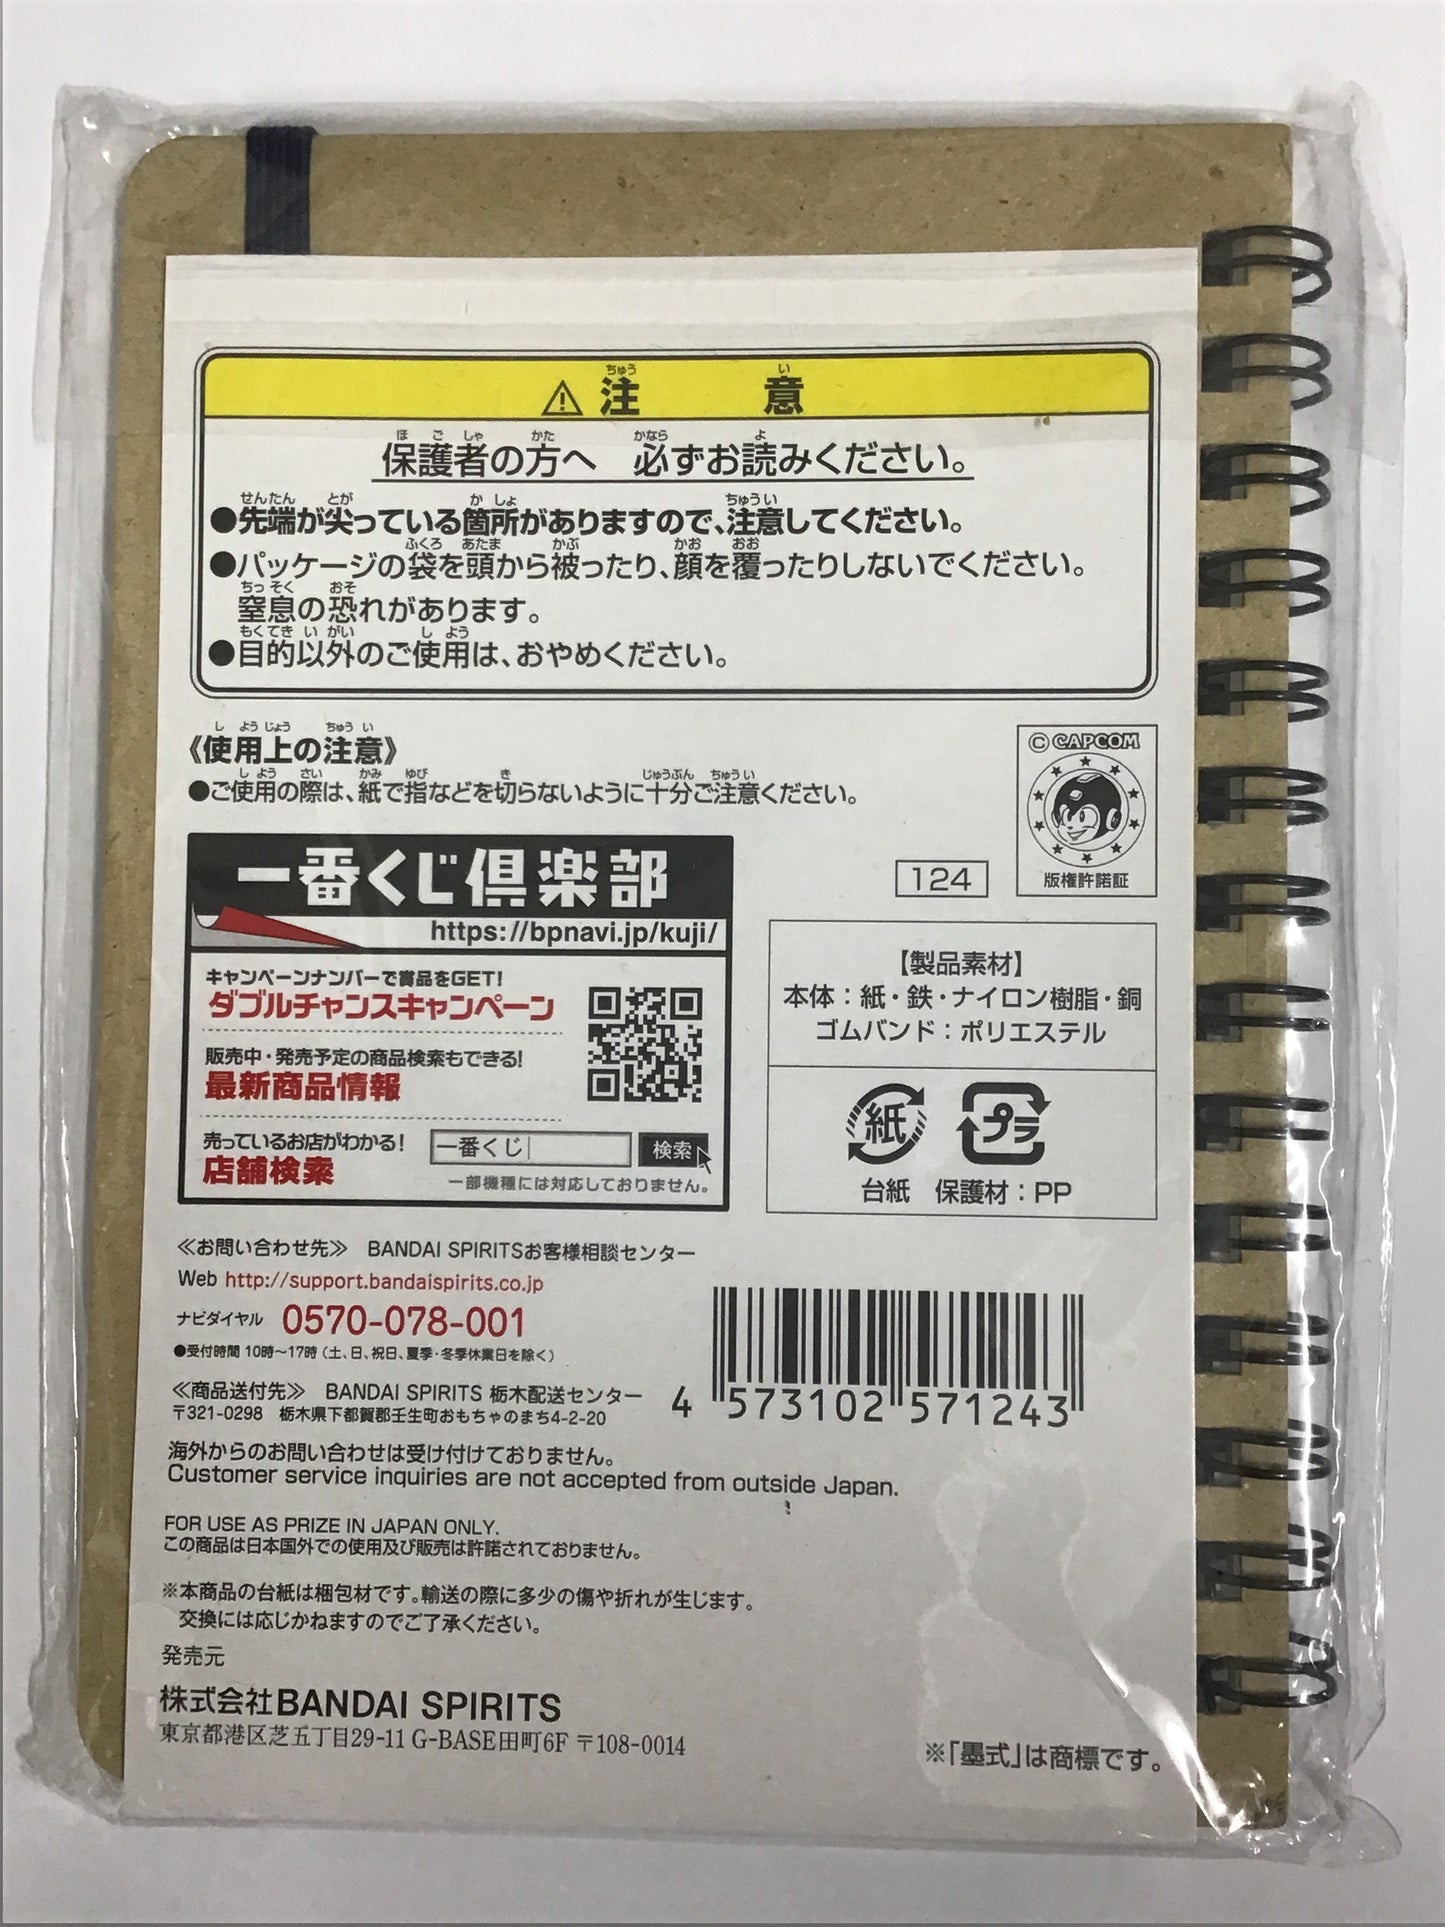 ⚠注意
保護者の方へ　必ずお読みください。
●先端が尖っている箇所がありますので、注意してください。
●パッケージの袋を頭から被ったり、顔を覆ったりしないでください。
窒息の恐れがあります。
●目的以外のご使用は、おやめください。
《使用上の注意》
●ご使用の際は、紙で指などを切らないように十分ご注意ください。
© CAPCOM
版権許諾証
124
一番くじ倶楽部
https://bpnavi.jp/kuji/
キャンペーンナンバーで賞品をGET!
ダブルチャンスキャンペーン
販売中・発売予定の商品検索もできる!
最新商品情報
売っているお店がわかる!
店舗検索
一番くじ 検索
一部機種には対応しておりません。
【製品素材】
本体：紙・鉄・ナイロン樹脂・銅
ゴムバンド：ポリエステル
紙 プラ
台紙　保護材：PP
≪お問い合わせ先≫　BANDAI SPIRITSお客様相談センター
Web http://support.bandaispirits.co.jp
ナビダイヤル 0570-078-001
●受付時間 10時～17時（土、日、祝日、夏季・冬季休業日を除く）
≪商品送付先≫　BANDAI SPIRITS 栃木配送センター
〒321-0298　栃木県下都賀郡壬生町おもちゃのまち4-2-20
4 573102 571243
海外からのお問い合わせは受け付けておりません。
Customer service inquiries are not accepted from outside Japan.
FOR USE AS PRIZE IN JAPAN ONLY.
この商品は日本国外での使用及び販売は許諾されておりません。
※本商品の台紙は梱包材です。輸送の際に多少の傷や折れが生じます。
交換には応じかねますのでご了承ください。
発売元
株式会社BANDAI SPIRITS
東京都港区芝五丁目29-11 G-BASE田町6F 〒108-0014
※「墨式」は商標です。